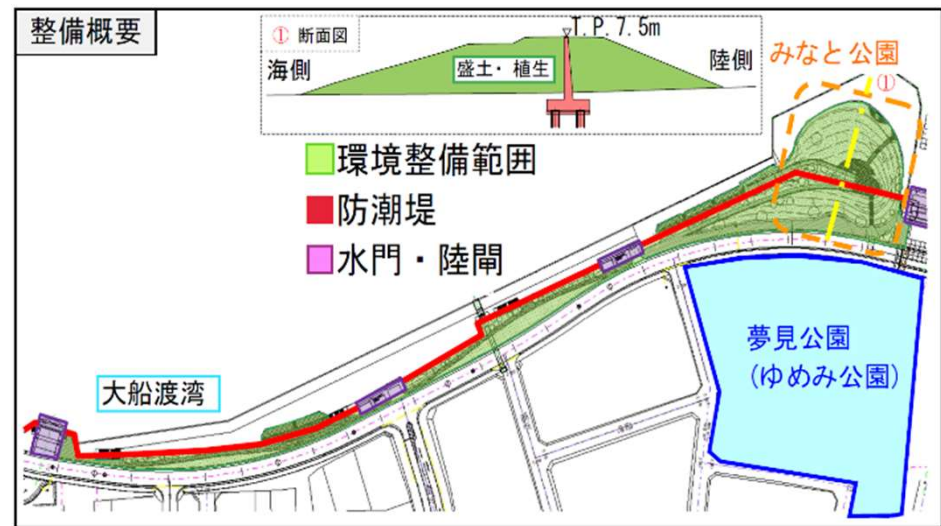 整備概要
① 断面図
T.P.7.5m
海側
陸側
盛土・植生
みなと公園
①
環境整備範囲
防潮堤
水門・陸閘
大船渡湾
夢見公園
(ゆめみ公園)